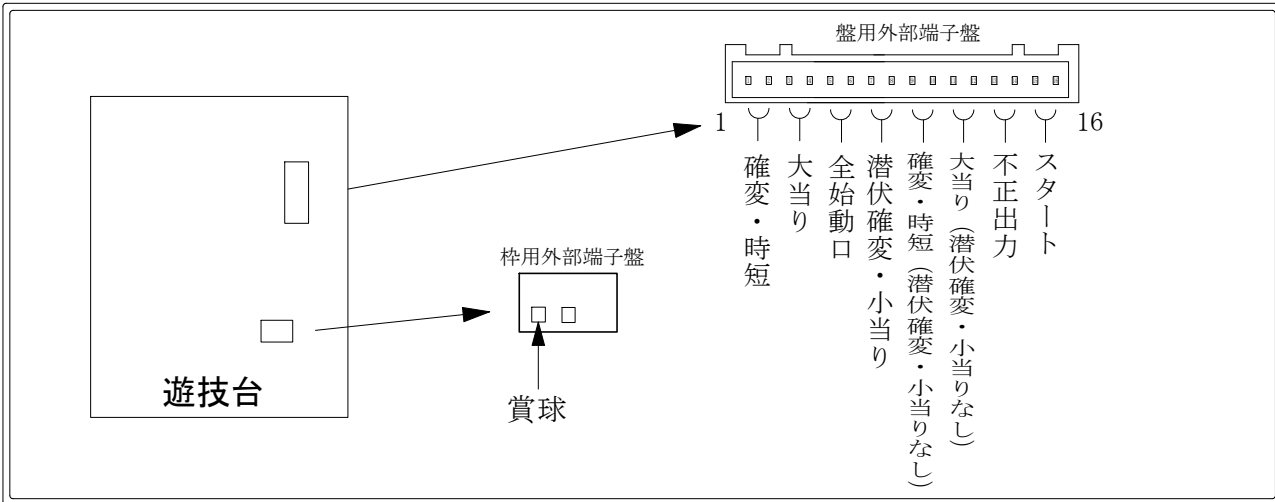 盤用外部端子盤
1
16
確変・時短
大当り
全始動口
潜伏確変・小当り
確変・時短（潜伏確変・小当りなし）
大当り（潜伏確変・小当りなし）
不正出力
スタート
枠用外部端子盤
賞球
遊技台